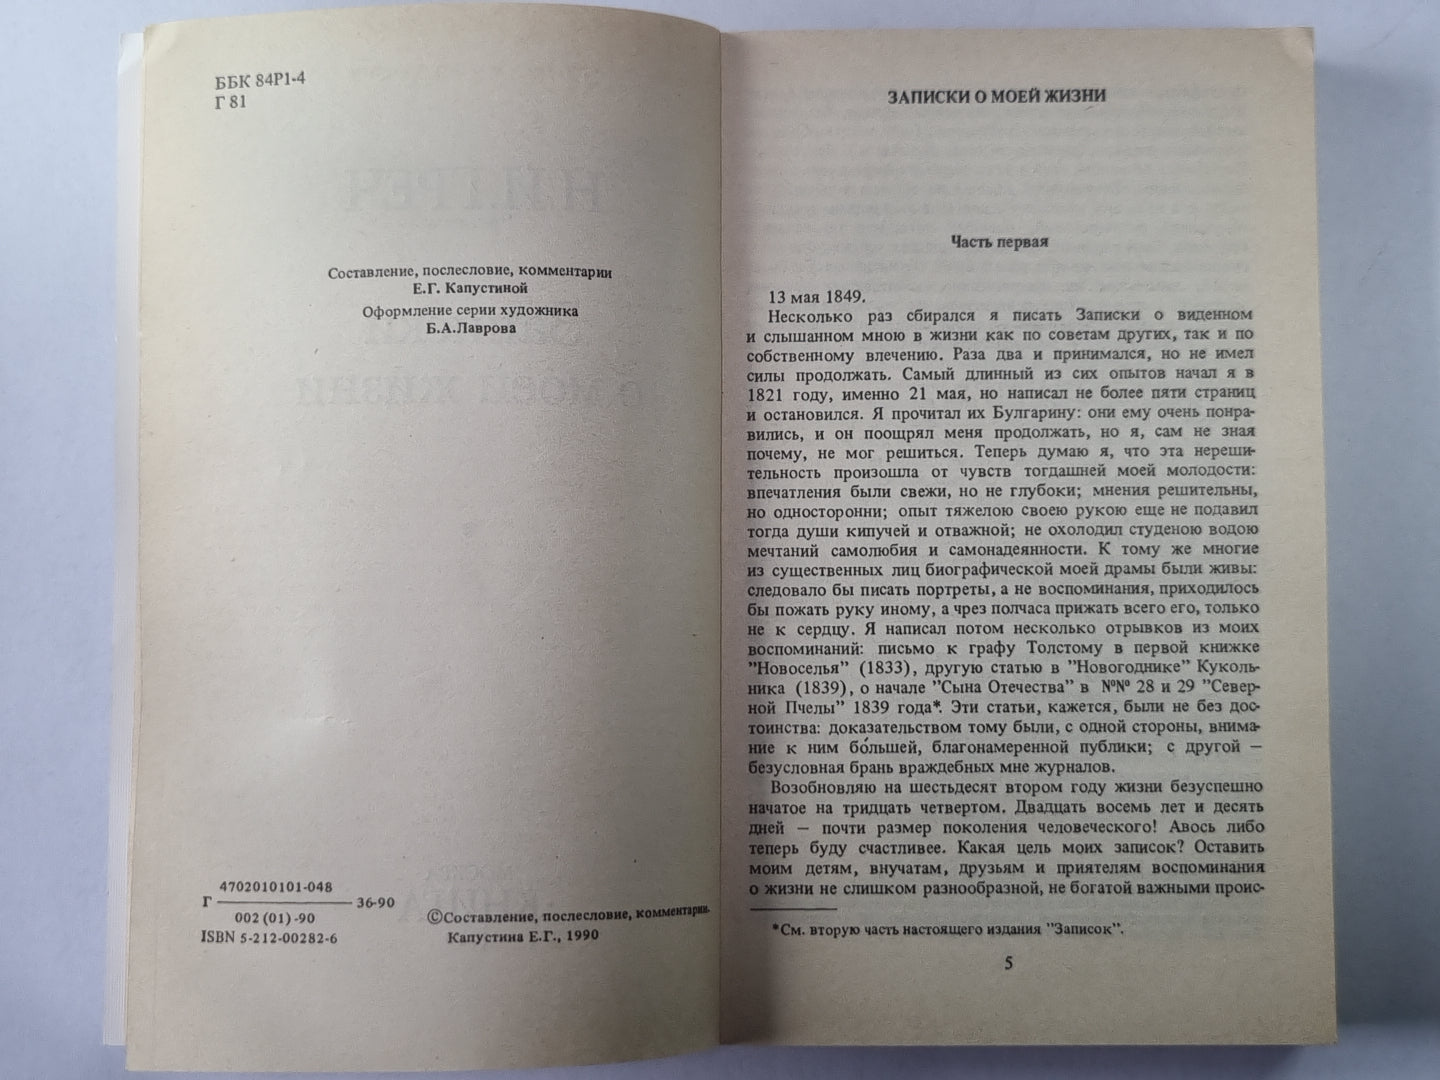 ББК 84Р1-4
Г 81
Составление, послесловие, комментарии
Е.Г. Капустиной
Оформление серии художника
Б.А.Лаврова
4702010101-048
Г ——— 36-90
002 (01) -90
ISBN 5-212-00282-6
©Составление, послесловие, комментарии.
Капустина Е.Г., 1990
ЗАПИСКИ О МОЕЙ ЖИЗНИ
Часть первая
13 мая 1849.
Несколько раз сбирался я писать Записки о виденном
и слышанном мною в жизни как по советам других, так и по
собственному влечению. Раза два и принимался, но не имел
силы продолжать. Самый длинный из сих опытов начал я в
1821 году, именно 21 мая, но написал не более пяти страниц
и остановился. Я прочитал их Булгарину: они ему очень понра-
вились, и он поощрял меня продолжать, но я, сам не зная
почему, не мог решиться. Теперь думаю я, что эта нереши-
тельность произошла от чувств тогдашней моей молодости:
впечатления были свежи, но не глубоки; мнения решительны,
но односторонни; опыт тяжелою своею рукою еще не подавил
тогда души кипучей и отважной; не охолодил студеною водою
мечтаний самолюбия и самонадеянности. К тому же многие
из существенных лиц биографической моей драмы были живы:
следовало бы писать портреты, а не воспоминания, приходилось
бы пожать руку иному, а чрез полчаса прижать всего его, только
не к сердцу. Я написал потом несколько отрывков из моих
воспоминаний: письмо к графу Толстому в первой книжке
"Новоселья" (1833), другую статью в "Новогоднике" Куколь-
ника (1839), о начале "Сына Отечества" в №№ 28 и 29 "Север-
ной Пчелы" 1839 года*. Эти статьи, кажется, были не без дос-
тоинства: доказательством тому были, с одной стороны, внима-
ние к ним бо́льшей, благонамеренной публики; с другой —
безусловная брань враждебных мне журналов.
Возобновляю на шестьдесят втором году жизни безуспешно
начатое на тридцать четвертом. Двадцать восемь лет и десять
дней — почти размер поколения человеческого! Авось либо
теперь буду счастливее. Какая цель моих записок? Оставить
моим детям, внучатам, друзьям и приятелям воспоминания
о жизни не слишком разнообразной, не богатой важными проис-
*См. вторую часть настоящего издания "Записок".
5